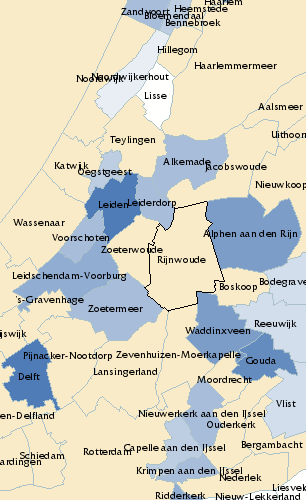 Haarlem
Zandvoort
Heemstede
Bloemendaal
Bennebroek
Hillegom
Haarlemmermeer
Noordwijkerhout
Noordwijk
Lisse
Aalsmeer
Uithoorn
Teylingen
Katwijk
Alkemade
Jacobswoude
Oegstgeest
Nieuwkoop
Leiden
Leiderdorp
Wassenaar
Alphen aan den Rijn
Voorschoten
Zoeterwoude
Rijnwoude
Leidschendam-Voorburg
Boskoop
Bodegrave
's-Gravenhage
Zoetermeer
Reeuwijk
ijswijk
Waddinxveen
Pijnacker-Nootdorp
Zevenhuizen-Moerkapelle
Gouda
Lansingerland
Delft
Moordrecht
Vlist
en-Delfland
Nieuwerkerk aan den IJssel
Ouderkerk
Bergambacht
Rotterdam
Capelle aan den IJssel
Schiedam
ardingen
Krimpen aan den IJssel
Nederlek
Liesvel
Ridderkerk
Nieuw-Lekkerland